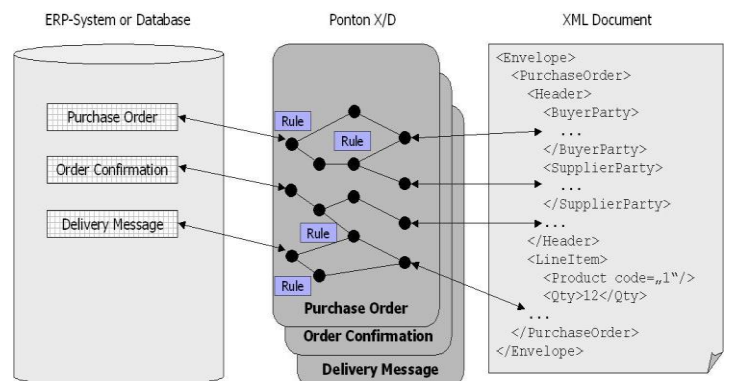 ERP-System or Database
Ponton X/D
XML Document
Purchase Order
Order Confirmation
Delivery Message
Rule
Rule
Rule
Rule
Purchase Order
Order Confirmation
Delivery Message
<Envelope>
<PurchaseOrder>
<Header>
<BuyerParty>
...
</BuyerParty>
<SupplierParty>
...
</SupplierParty>
...
</Header>
<LineItem>
<Product code=„1“/>
<Qty>12</Qty>
...
</PurchaseOrder>
</Envelope>